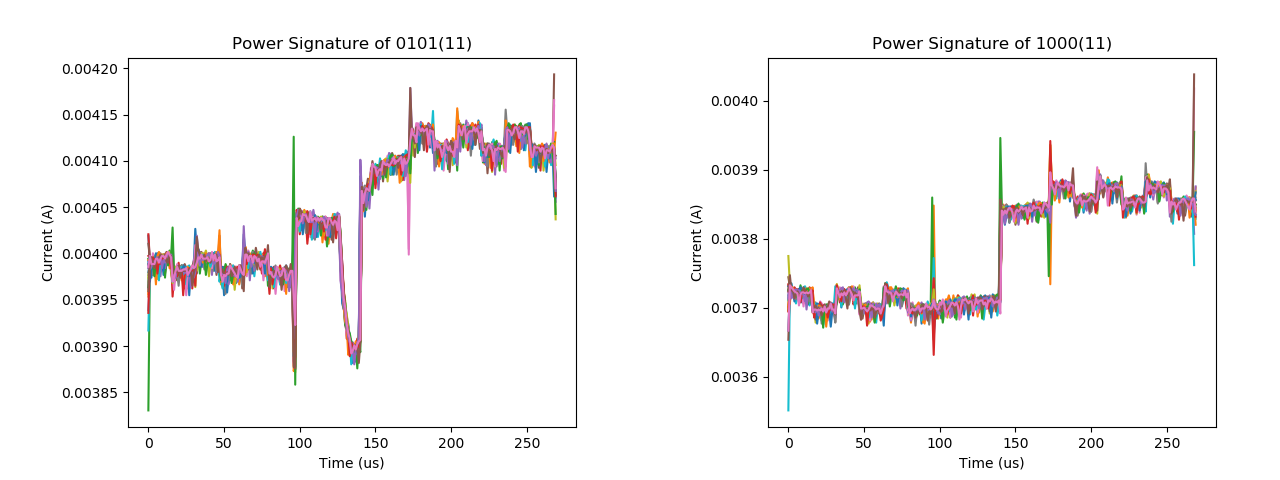 Power Signature of 0101(11)
0.00420
0.00415
0.00410
0.00405
0.00400
0.00395
0.00390
0.00385
Current (A)
0 50 100 150 200 250
Time (us)
Power Signature of 1000(11)
0.0040
0.0039
0.0038
0.0037
0.0036
Current (A)
0 50 100 150 200 250
Time (us)